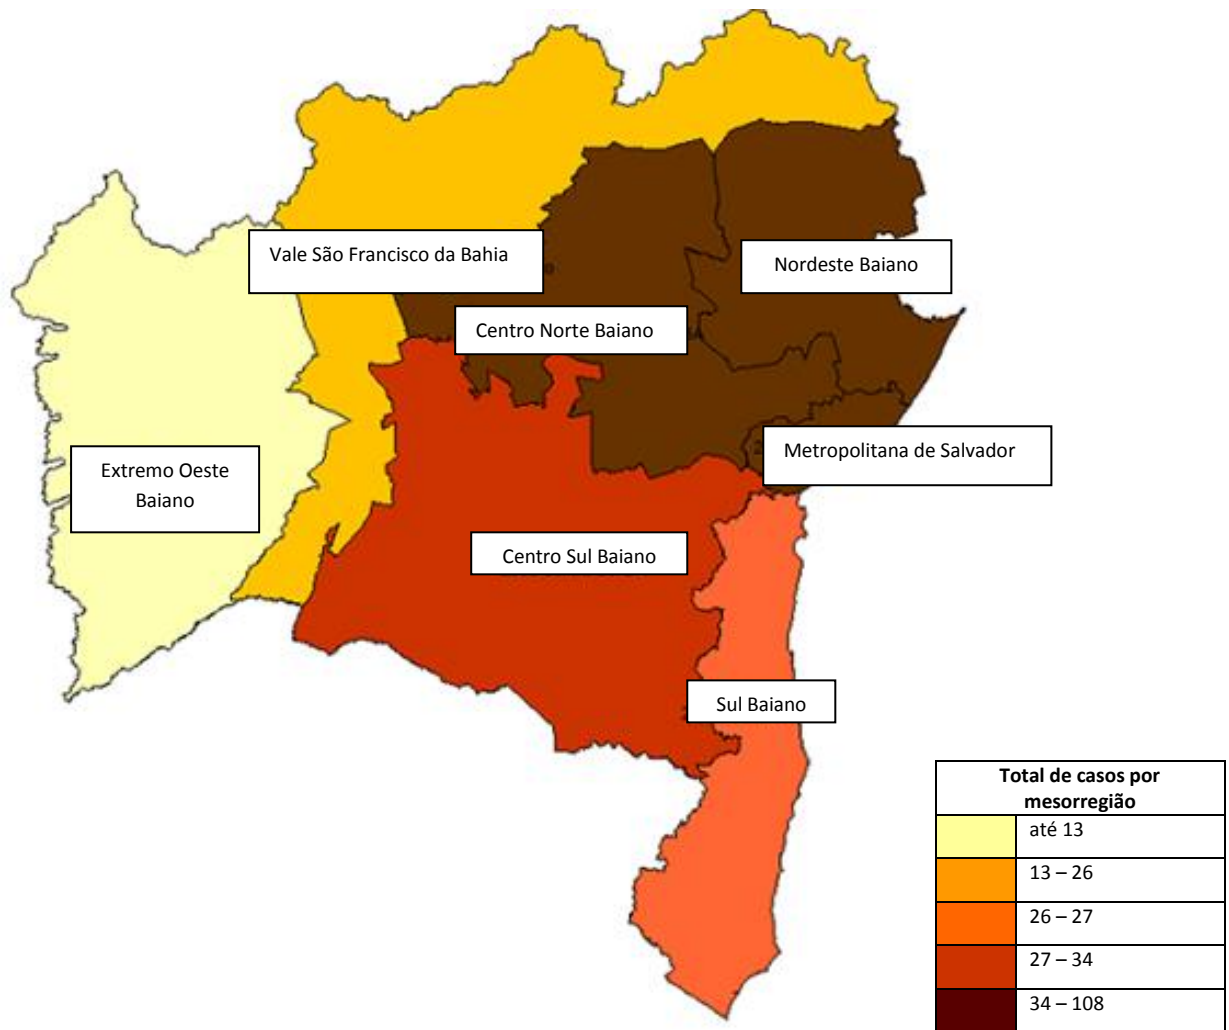 Vale São Francisco da Bahia
Nordeste Baiano
Centro Norte Baiano
Metropolitana de Salvador
Extremo Oeste
Baiano
Centro Sul Baiano
Sul Baiano
Total de casos por
mesorregião
até 13
13 – 26
26 – 27
27 – 34
34 – 108